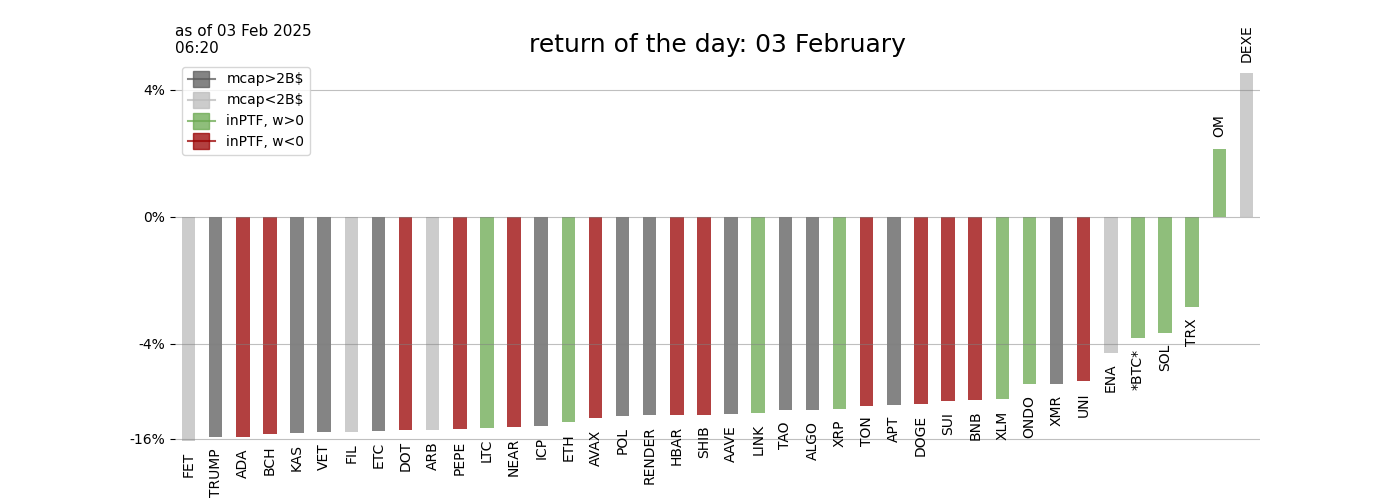 as of 03 Feb 2025
06:20
return of the day: 03 February
mcap>2B$
mcap<2B$
inPTF, w>0
inPTF, w<0
4%
0%
-4%
-16%
FET
TRUMP
ADA
BCH
KAS
VET
FIL
ETC
DOT
ARB
PEPE
LTC
NEAR
ICP
ETH
AVAX
POL
RENDER
HBAR
SHIB
AAVE
LINK
TAO
ALGO
XRP
TON
APT
DOGE
SUI
BNB
XLM
ONDO
XMR
UNI
ENA
*BTC*
SOL
TRX
OM
DEXE